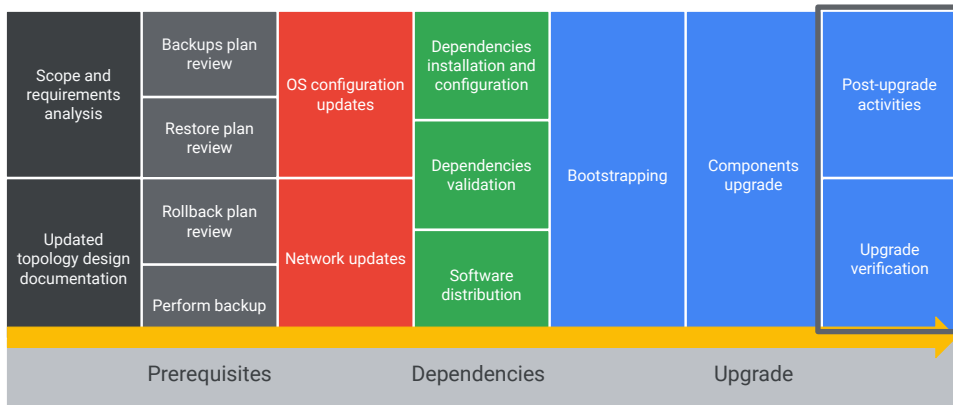 Scope and
requirements
analysis
Updated
topology design
documentation
Backups plan
review
Restore plan
review
Rollback plan
review
Perform backup
OS configuration
updates
Network updates
Dependencies
installation and
configuration
Dependencies
validation
Software
distribution
Bootstrapping
Components
upgrade
Post-upgrade
activities
Upgrade
verification
Prerequisites
Dependencies
Upgrade